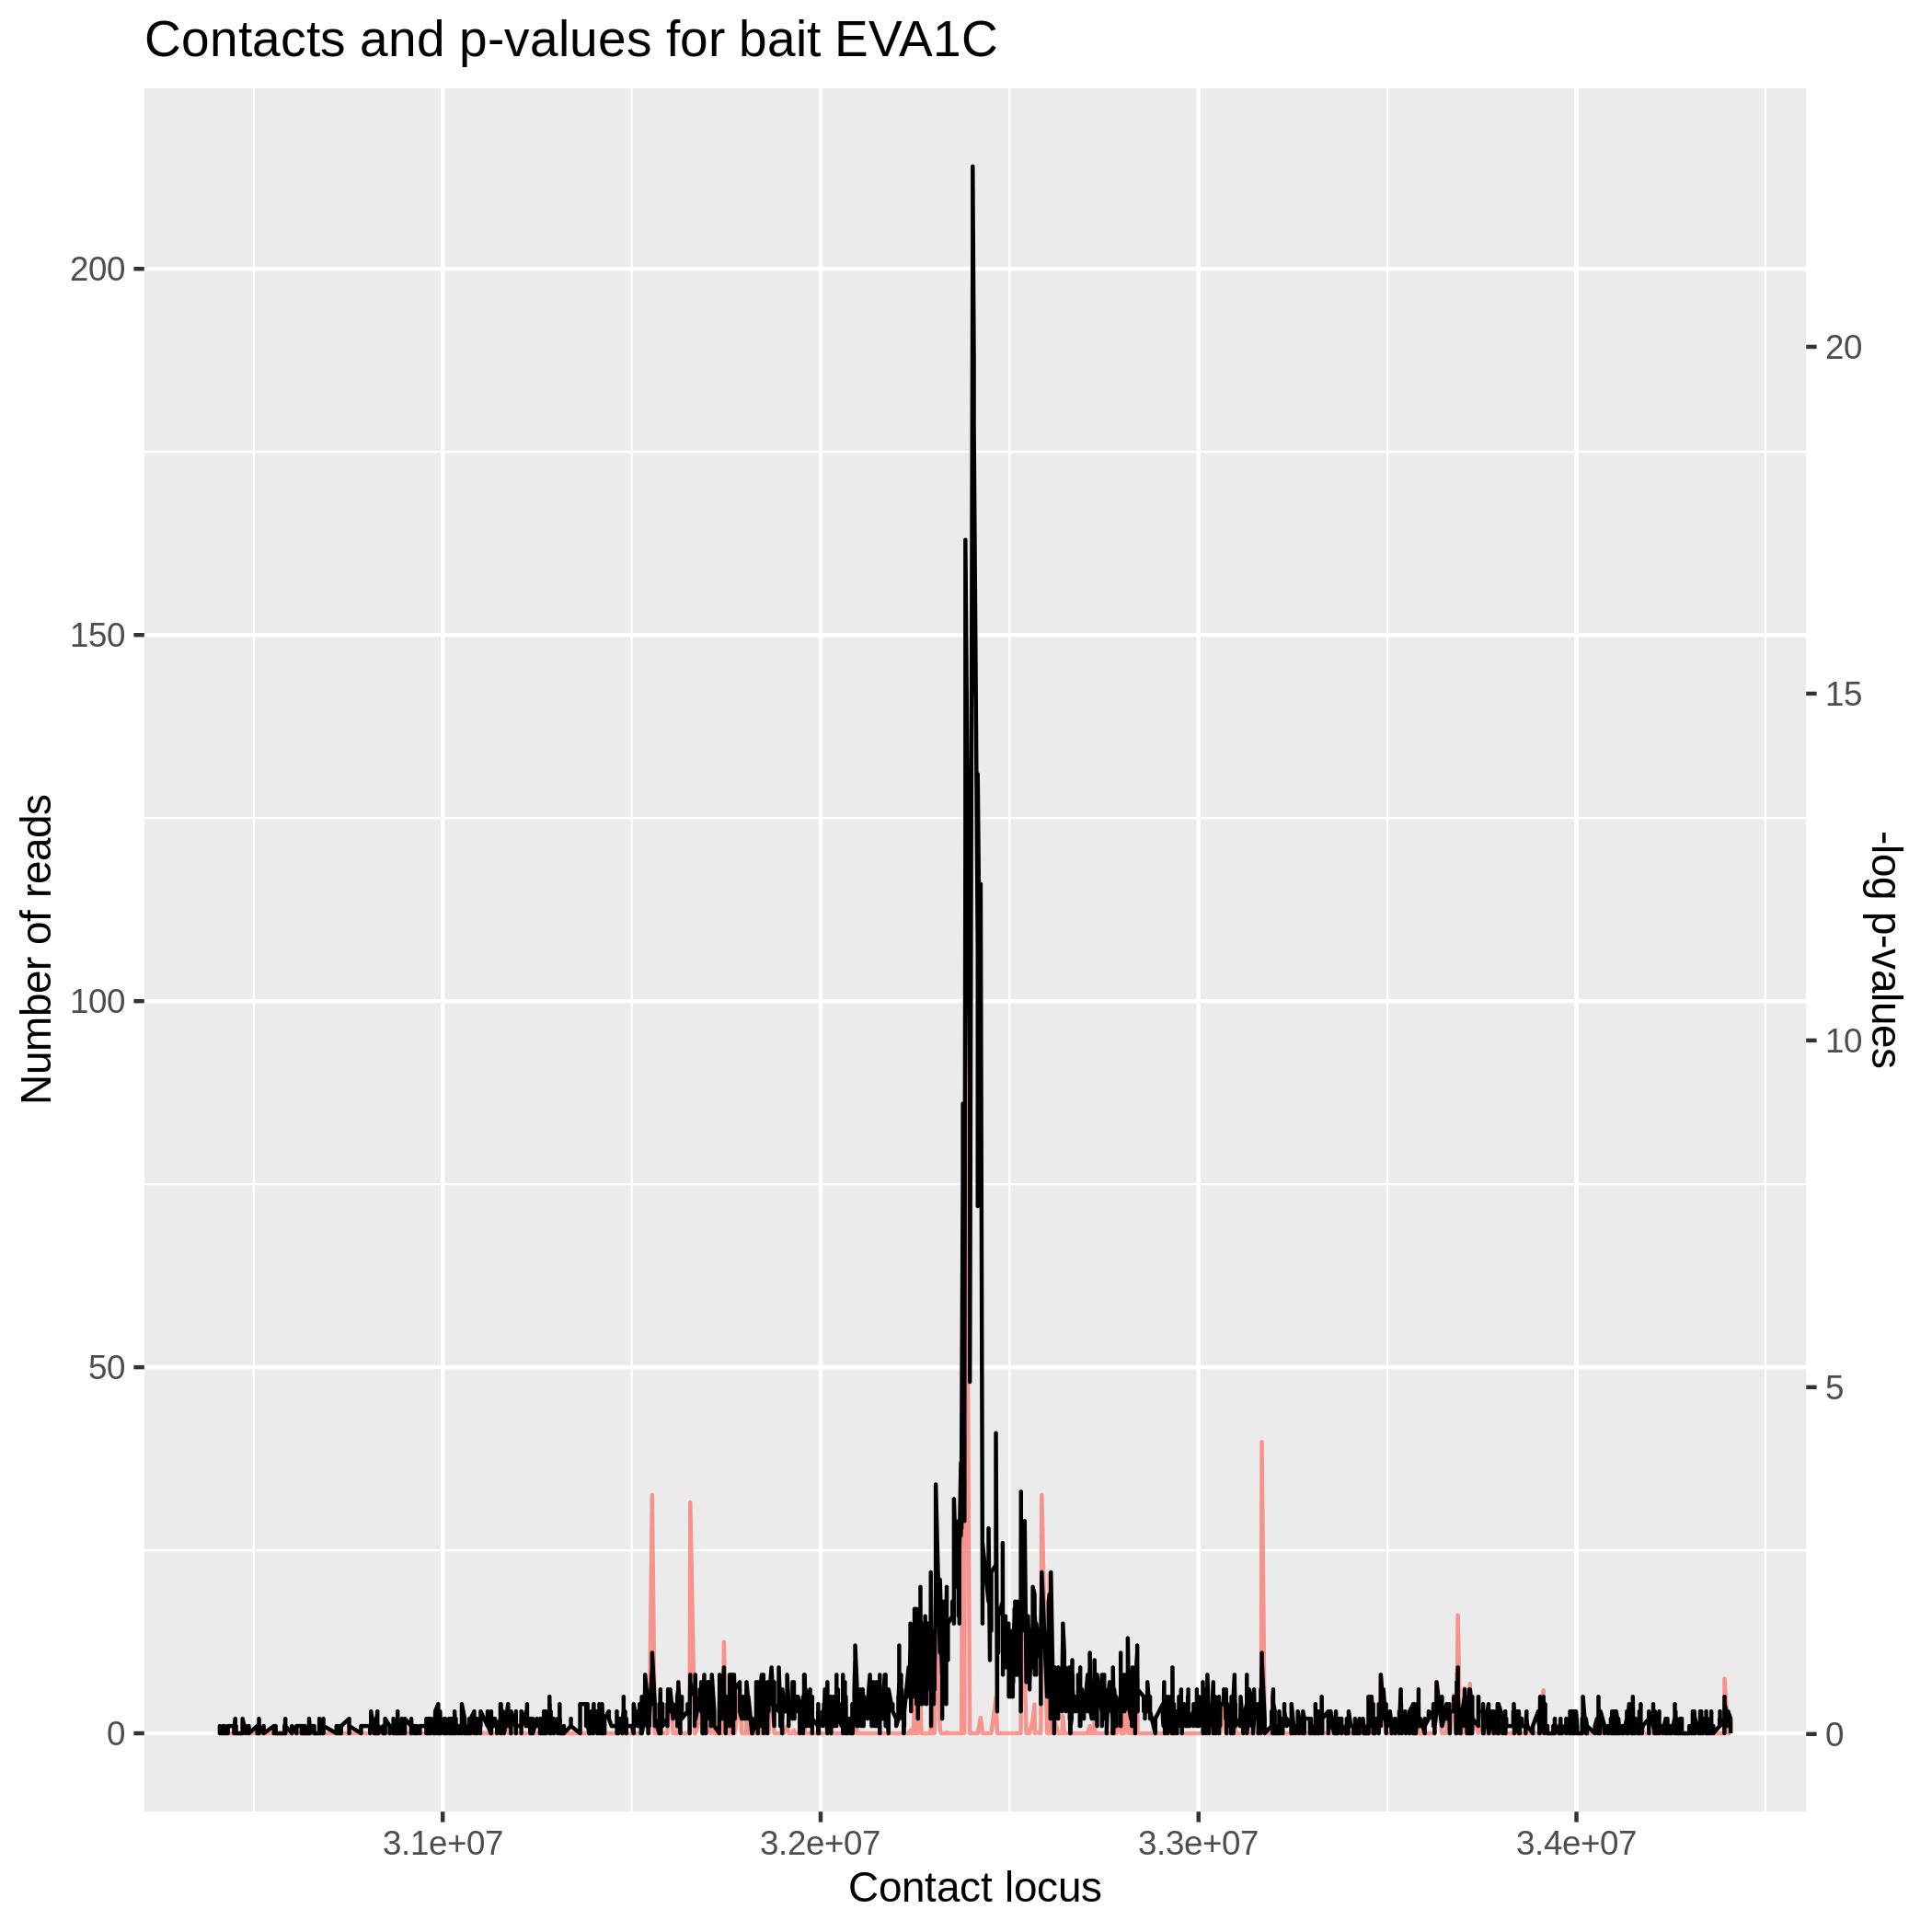 Contacts and p-values for bait EVA1C
200
150
100
50
0
Number of reads
20
15
10
5
0
-log p-values
3.1e+07
3.2e+07
3.3e+07
3.4e+07
Contact locus